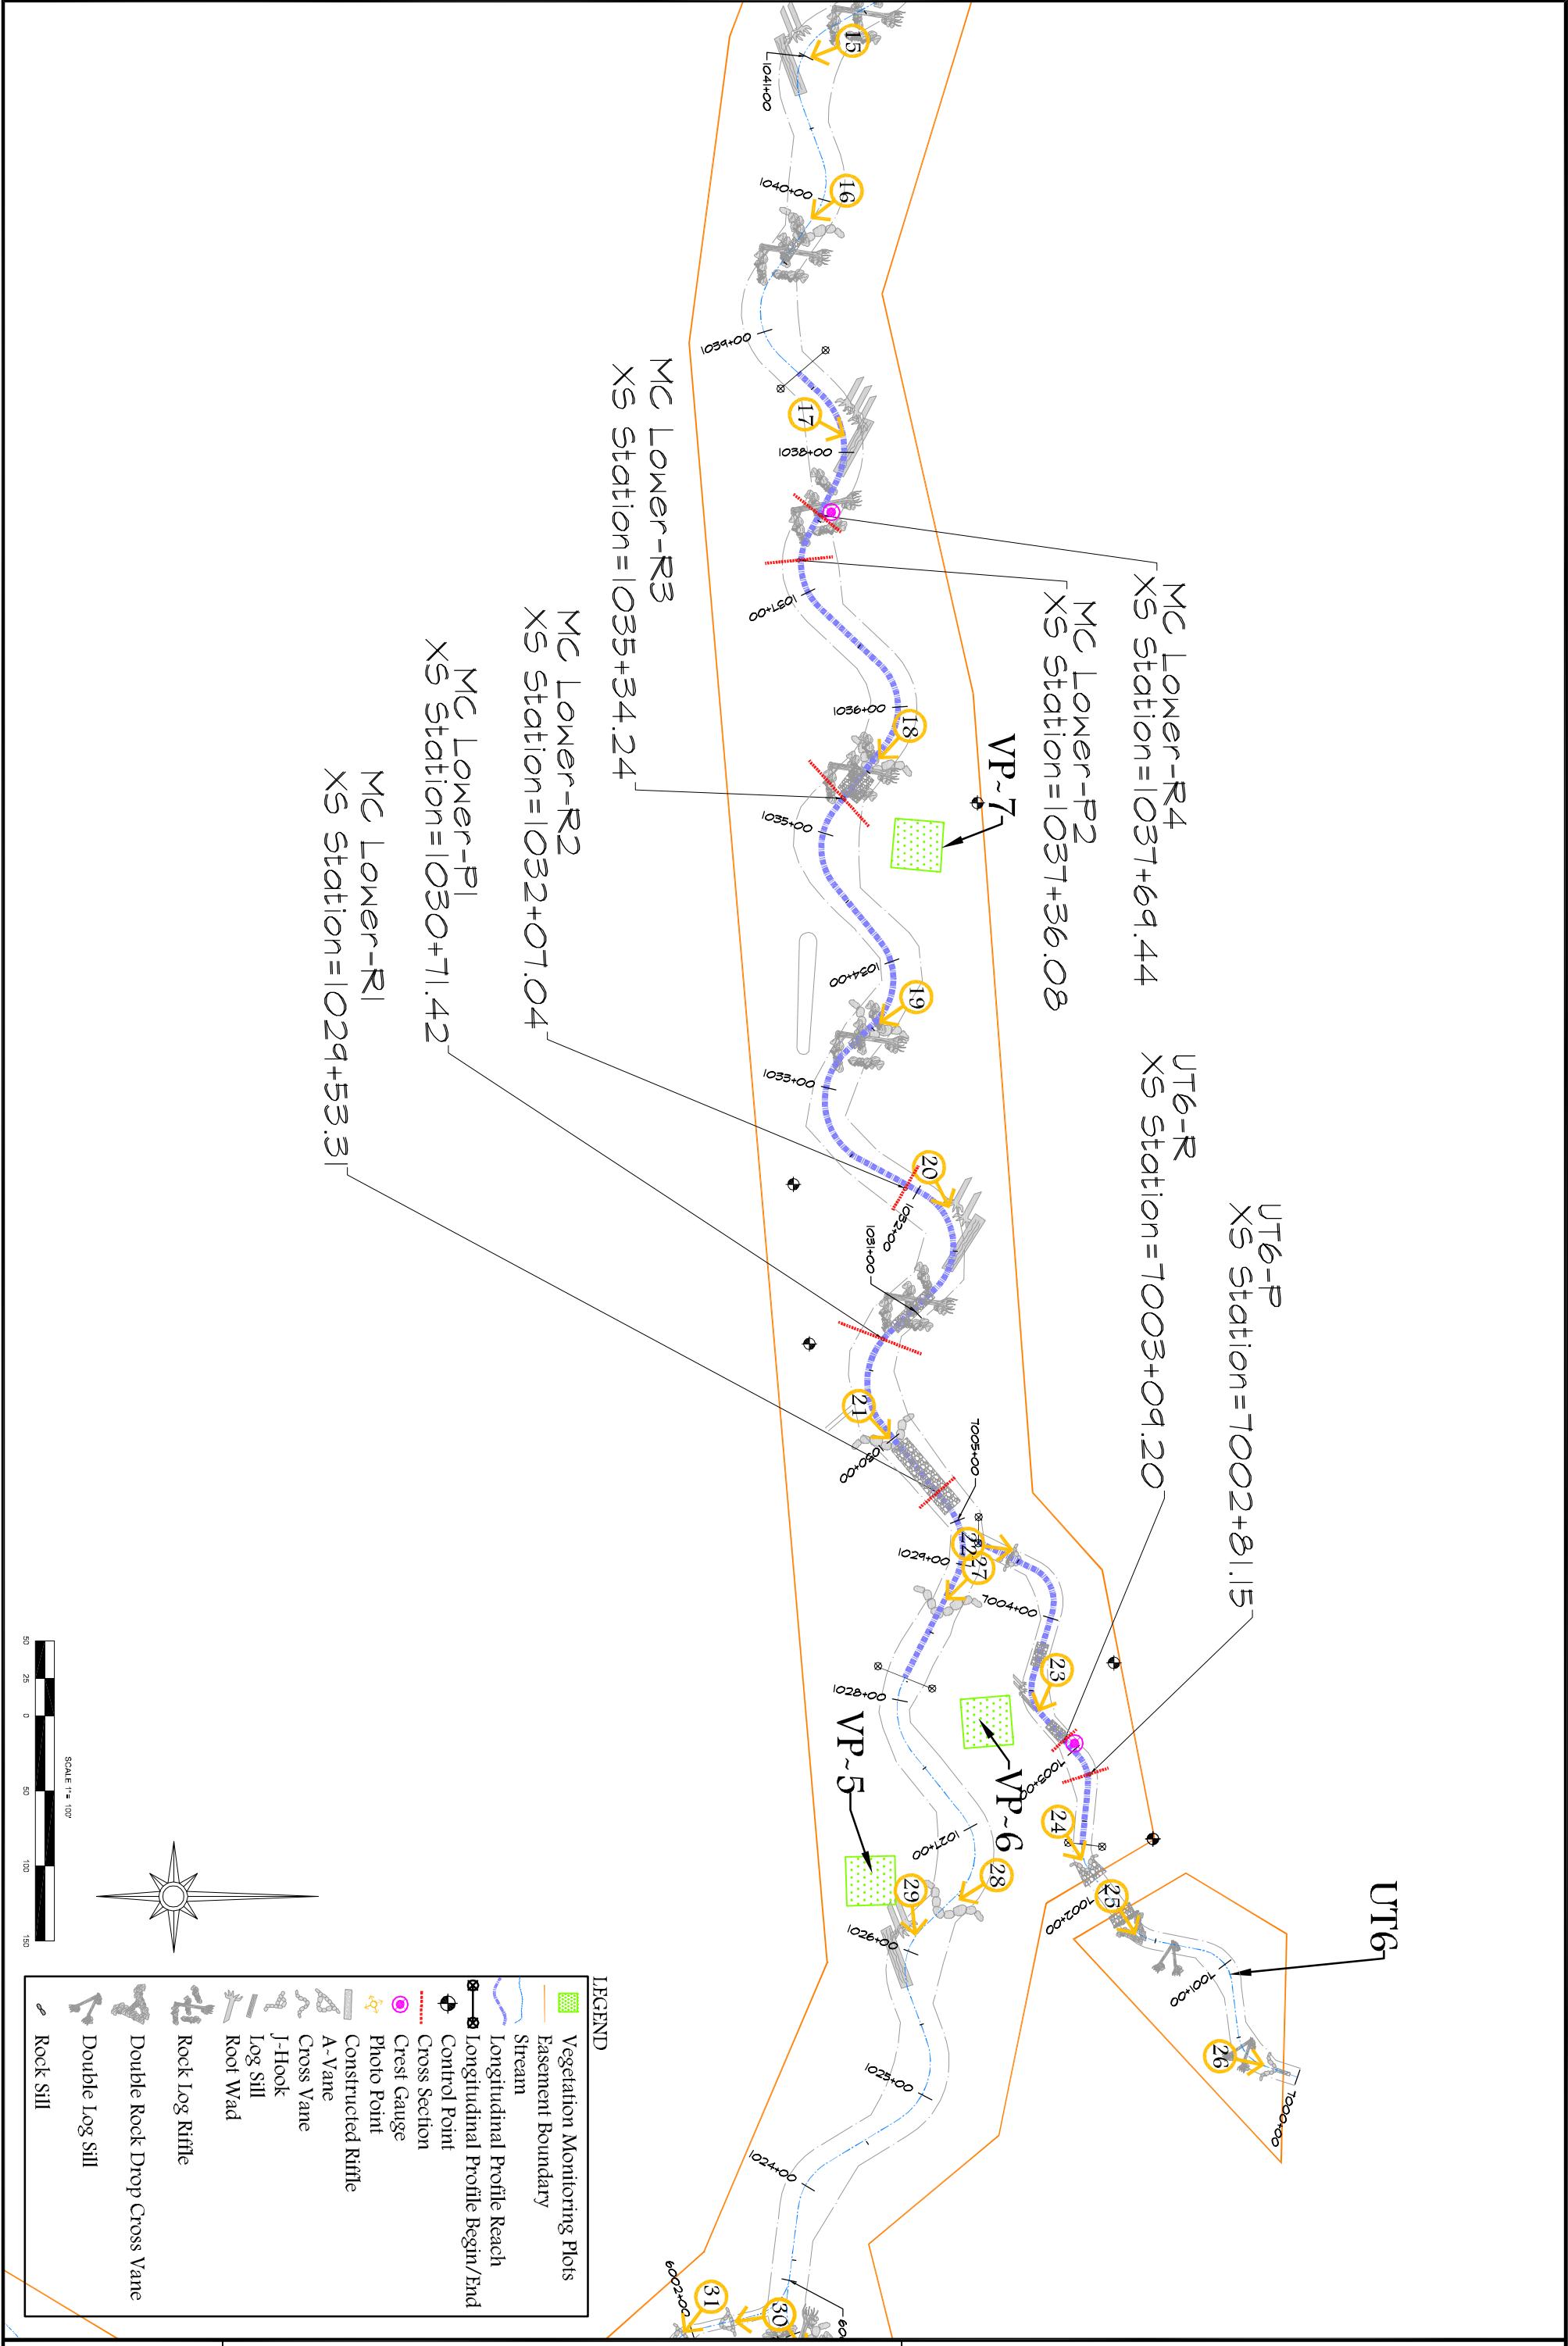 UT6
UT6-P
XS Station=7002+81.15
UT6-R
XS Station=7003+09.20
MC Lower-R4
XS Station=1037+69.44
MC Lower-P2
XS Station=1037+36.08
VP~7
VP~6
VP~5
MC Lower-R3
XS Station=1035+34.24
MC Lower-R2
XS Station=1032+07.04
MC Lower-P1
XS Station=1030+71.42
MC Lower-R1
XS Station=1029+53.31
15
16
17
18
19
20
21
22
27
23
24
25
26
28
29
30
31
1041+00
1040+00
1039+00
1038+00
1037+00
1036+00
1035+00
1034+00
1033+00
1032+00
1031+00
1030+00
1029+00
1028+00
1027+00
1026+00
1025+00
1024+00
7005+00
7004+00
7003+00
7002+00
7001+00
7000+00
6002+00
60
LEGEND
Vegetation Monitoring Plots
Easement Boundary
Stream
Longitudinal Profile Reach
Longitudinal Profile Begin/End
Control Point
Cross Section
Crest Gauge
Photo Point
Constructed Riffle
A-Vane
Cross Vane
J-Hook
Log Sill
Root Wad
Rock Log Riffle
Double Rock Drop Cross Vane
Double Log Sill
Rock Sill
SCALE 1"= 100'
50 25 0 50 100 150